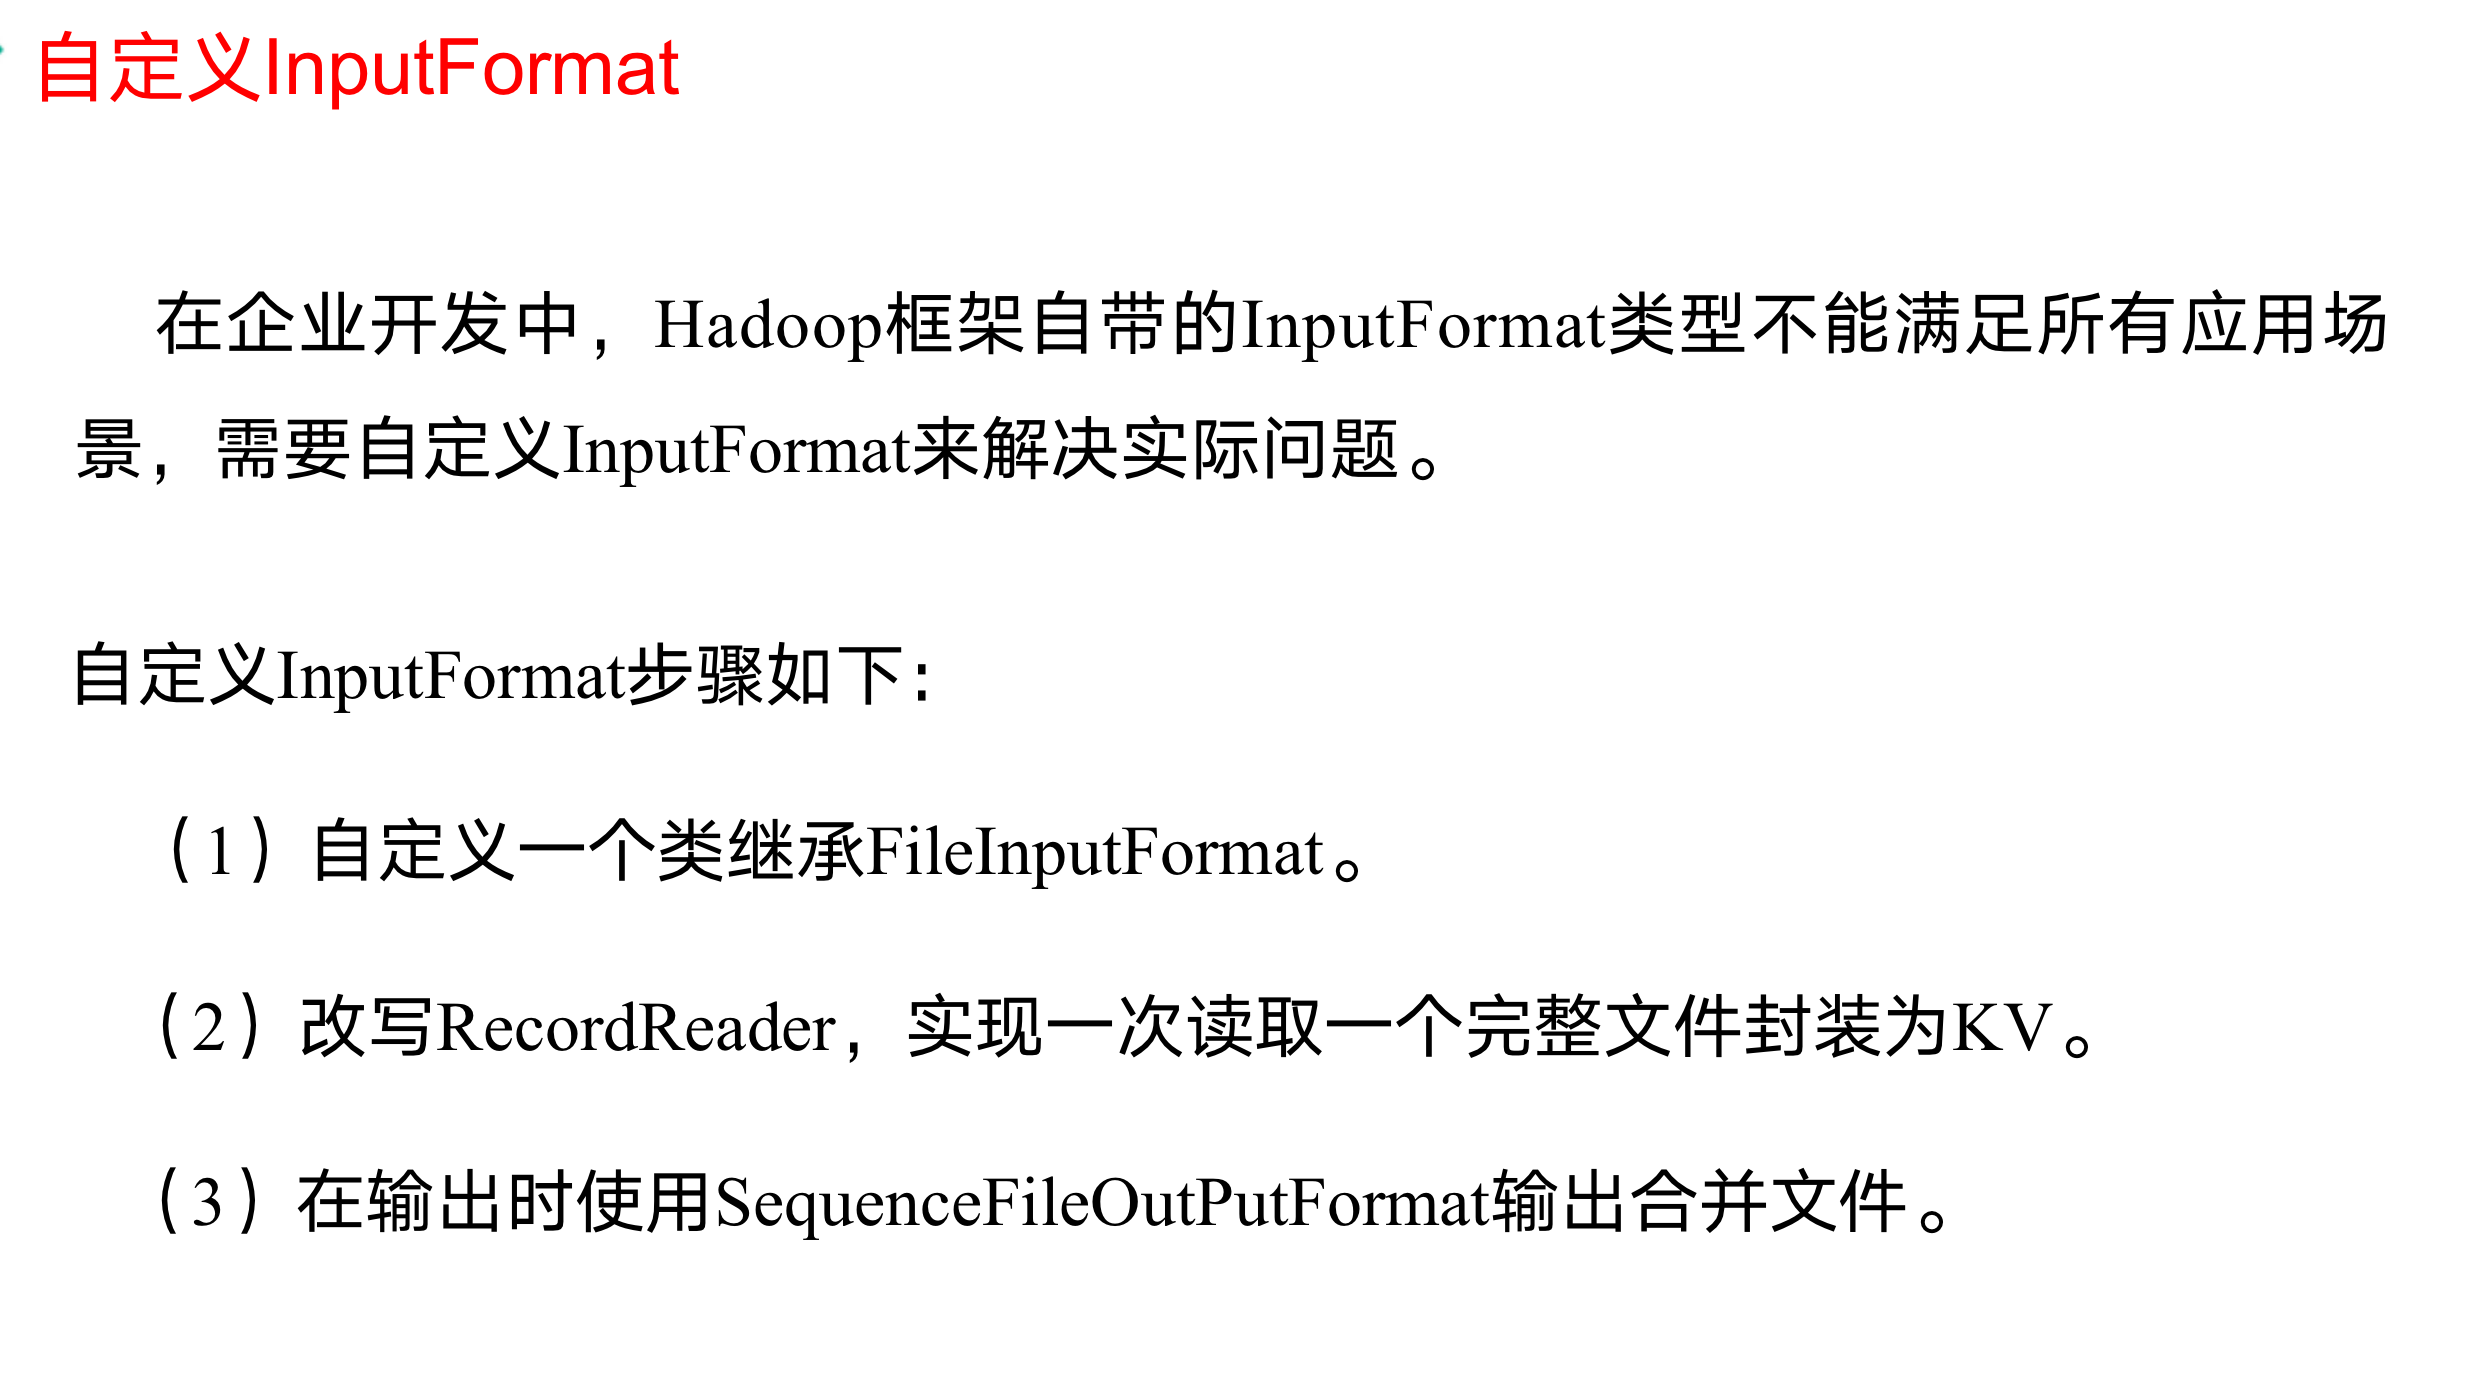 自定义InputFormat
在企业开发中，Hadoop框架自带的InputFormat类型不能满足所有应用场
景，需要自定义InputFormat来解决实际问题。
自定义InputFormat步骤如下：
（1）自定义一个类继承FileInputFormat。
（2）改写RecordReader，实现一次读取一个完整文件封装为KV。
（3）在输出时使用SequenceFileOutPutFormat输出合并文件。